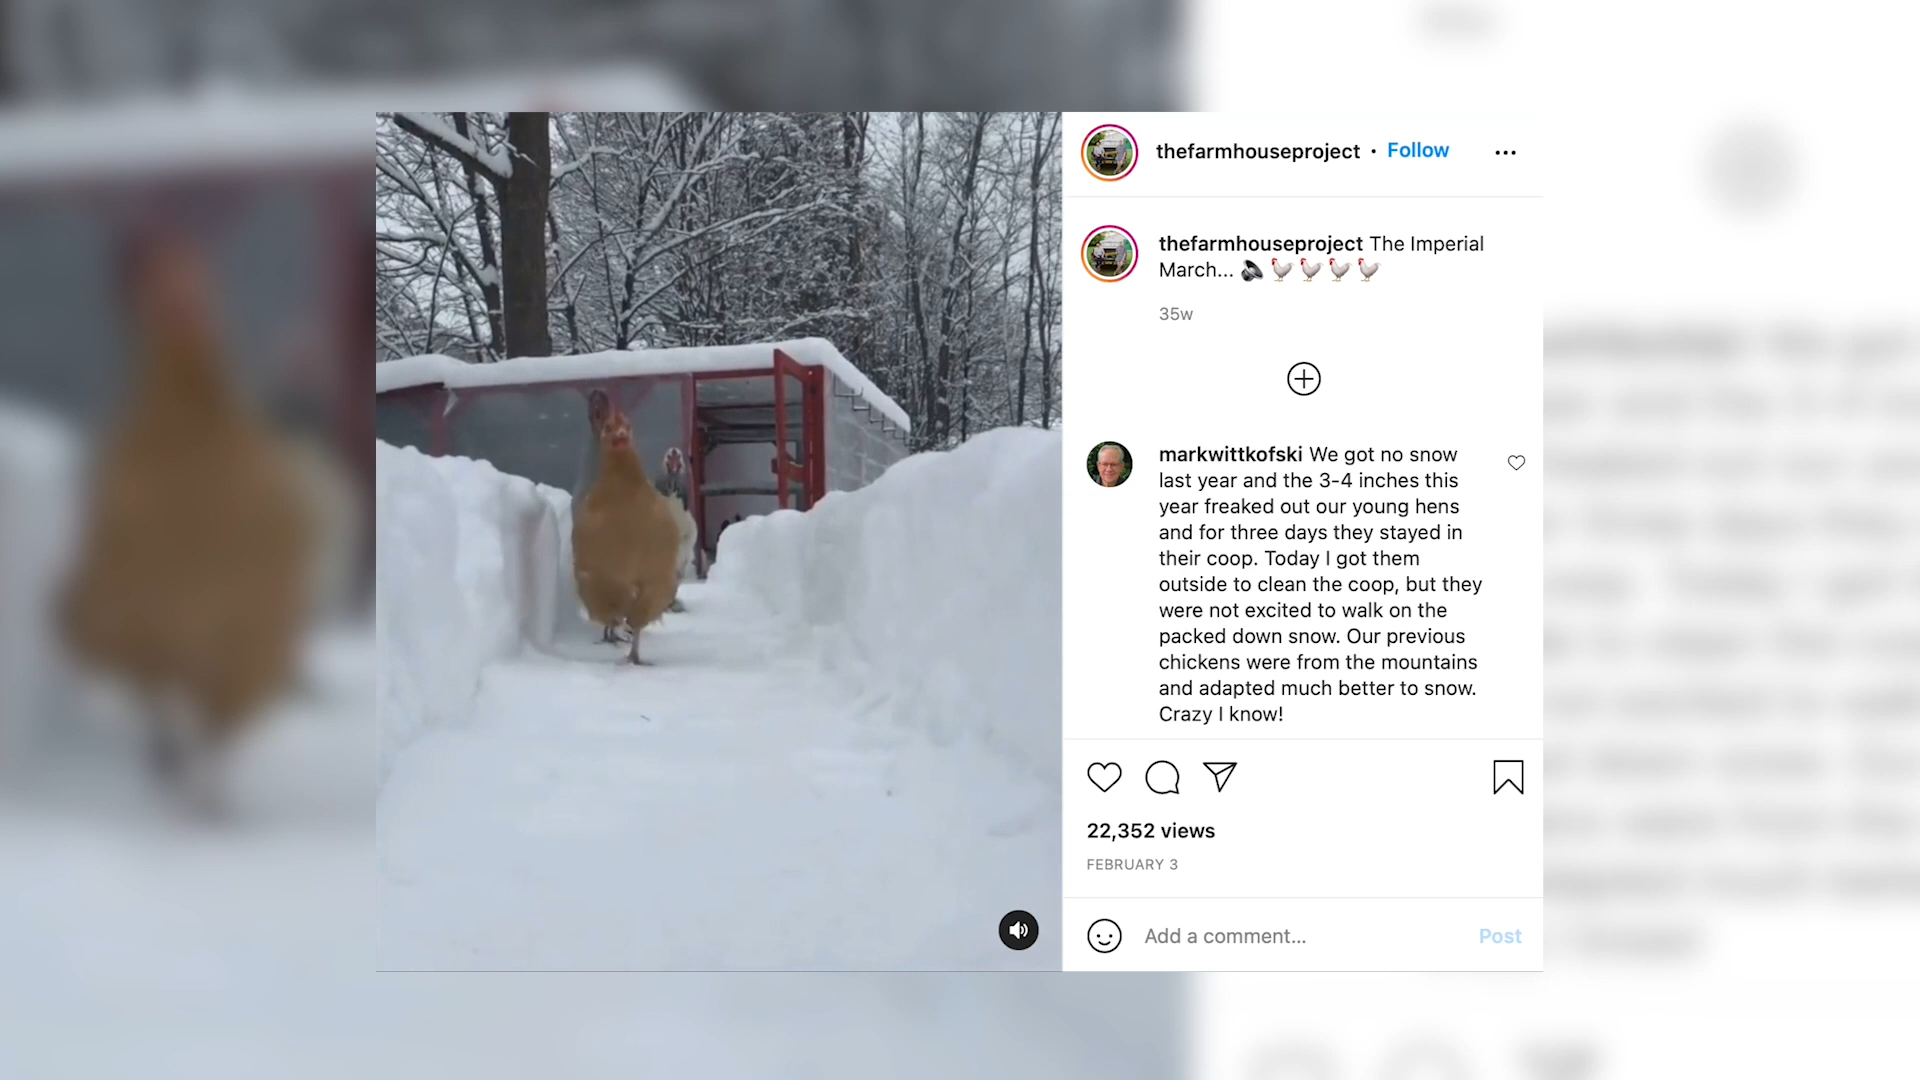 thefarmhouseproject • Follow
thefarmhouseproject The Imperial
March... 🔈🐓🐓🐓🐓
35w
markwittkofski We got no snow
last year and the 3-4 inches this
year freaked out our young hens
and for three days they stayed in
their coop. Today I got them
outside to clean the coop, but they
were not excited to walk on the
packed down snow. Our previous
chickens were from the mountains
and adapted much better to snow.
Crazy I know!
22,352 views
FEBRUARY 3
Add a comment... Post